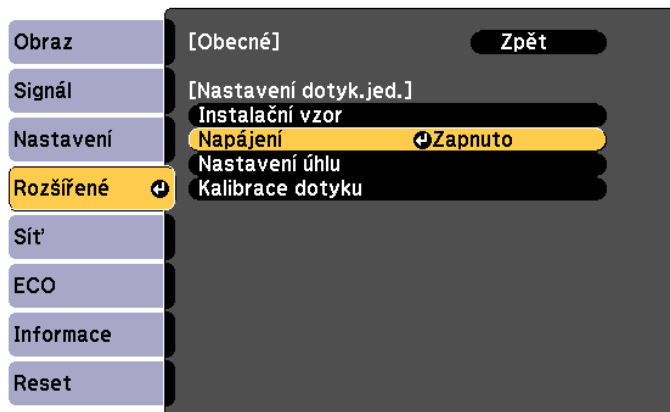 Obraz
Signál
Nastavení
Rozšířené
Síť
ECO
Informace
Reset
[Obecné] Zpět
[Nastavení dotyk.jed.]
Instalační vzor
Napájení Zapnuto
Nastavení úhlu
Kalibrace dotyku